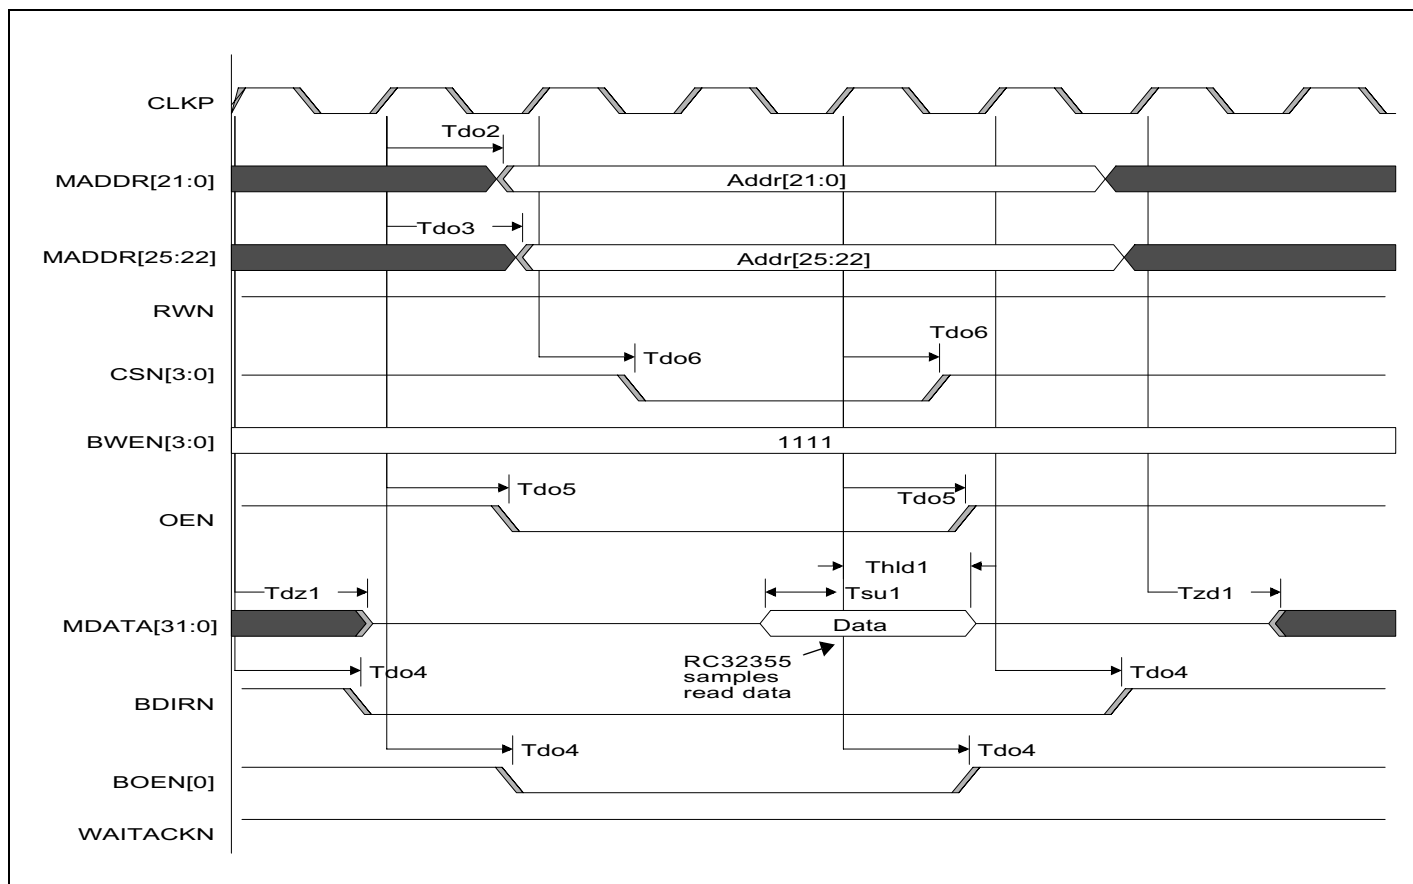 CLKP
Tdo2
MADDR[21:0]
Addr[21:0]
Tdo3
MADDR[25:22]
Addr[25:22]
RWN
Tdo6
Tdo6
CSN[3:0]
BWEN[3:0]
1111
Tdo5
Tdo5
OEN
Thld1
Tdz1
Tsu1
Tzd1
MDATA[31:0]
Data
RC32355
samples
read data
Tdo4
Tdo4
BDIRN
Tdo4
Tdo4
BOEN[0]
WAITACKN